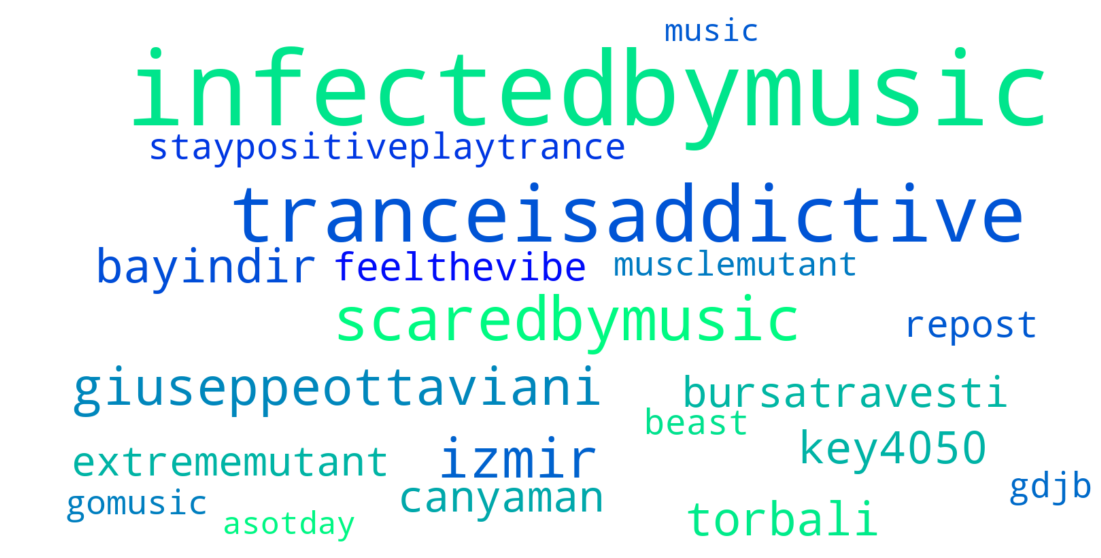 music
infectedbymusic
staypositiveplaytrance
tranceisaddictive
bayindir feelthevibe musclemutant
scaredbymusic repost
giuseppeottaviani bursatravesti
beast
extrememutant izmir key4050
gomusic canyaman gdjb
asotday torbali